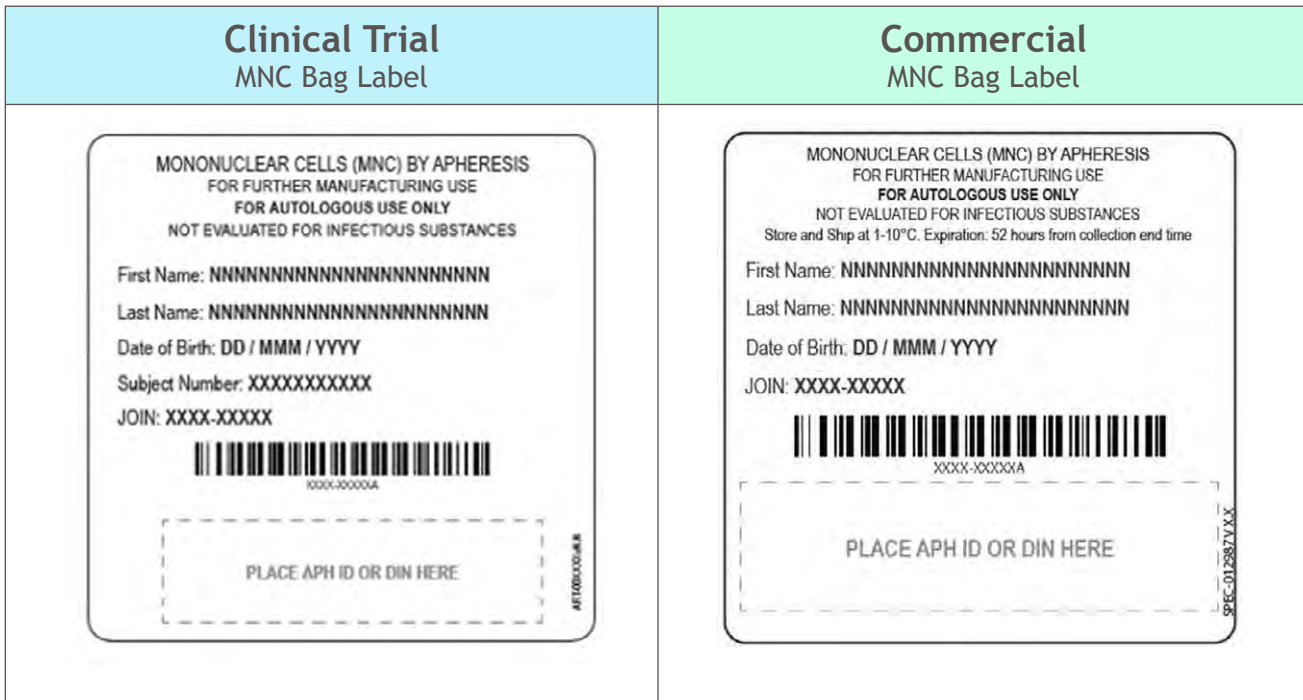 Clinical Trial
MNC Bag Label
MONONUCLEAR CELLS (MNC) BY APHERESIS
FOR FURTHER MANUFACTURING USE
FOR AUTOLOGOUS USE ONLY
NOT EVALUATED FOR INFECTIOUS SUBSTANCES
First Name: NNNNNNNNNNNNNNNNNNNNNNN
Last Name: NNNNNNNNNNNNNNNNNNNNNNN
Date of Birth: DD / MMM / YYYY
Subject Number: XXXXXXXXXXX
JOIN: XXXX-XXXXX
XXXX-XXXXXA
PLACE APH ID OR DIN HERE
Commercial
MNC Bag Label
MONONUCLEAR CELLS (MNC) BY APHERESIS
FOR FURTHER MANUFACTURING USE
FOR AUTOLOGOUS USE ONLY
NOT EVALUATED FOR INFECTIOUS SUBSTANCES
Store and Ship at 1-10°C. Expiration: 52 hours from collection end time
First Name: NNNNNNNNNNNNNNNNNNNNNNN
Last Name: NNNNNNNNNNNNNNNNNNNNNNN
Date of Birth: DD / MMM / YYYY
JOIN: XXXX-XXXXX
XXXX-XXXXXA
PLACE APH ID OR DIN HERE
SPEC-012987 V X.X